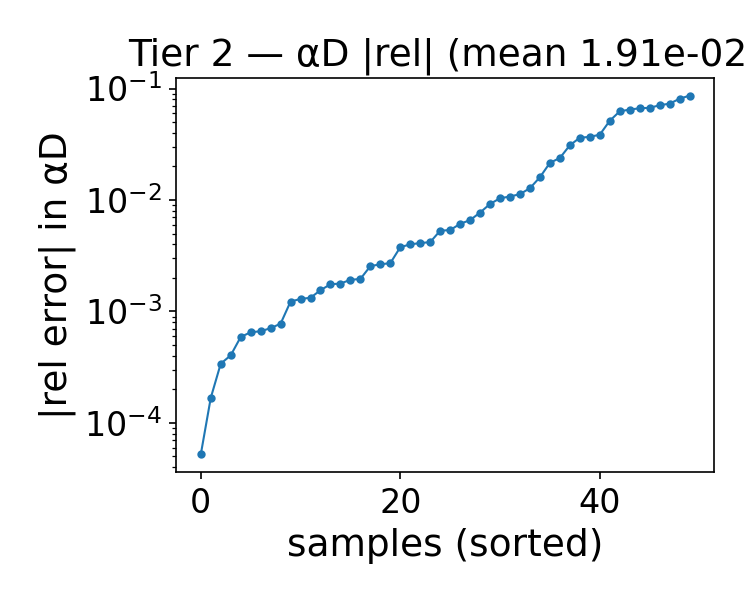 Tier 2 — αD |rel| (mean 1.91e-02
10⁻¹
10⁻²
10⁻³
10⁻⁴
|rel error| in αD
0 20 40
samples (sorted)